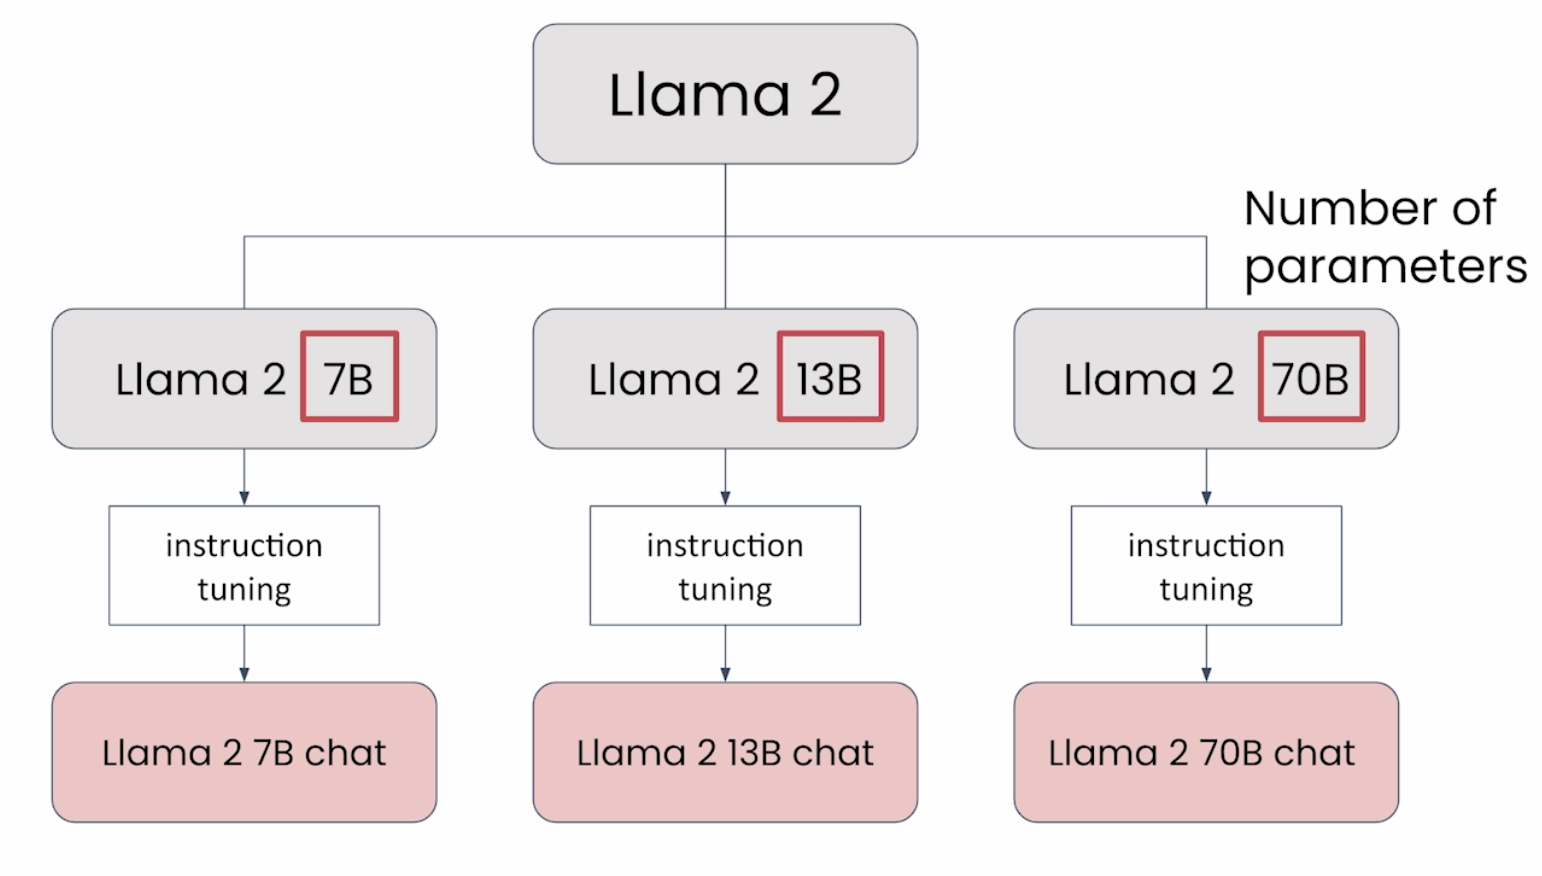 Llama 2
Number of
parameters
Llama 2 7B
Llama 2 13B
Llama 2 70B
instruction
tuning
instruction
tuning
instruction
tuning
Llama 2 7B chat
Llama 2 13B chat
Llama 2 70B chat